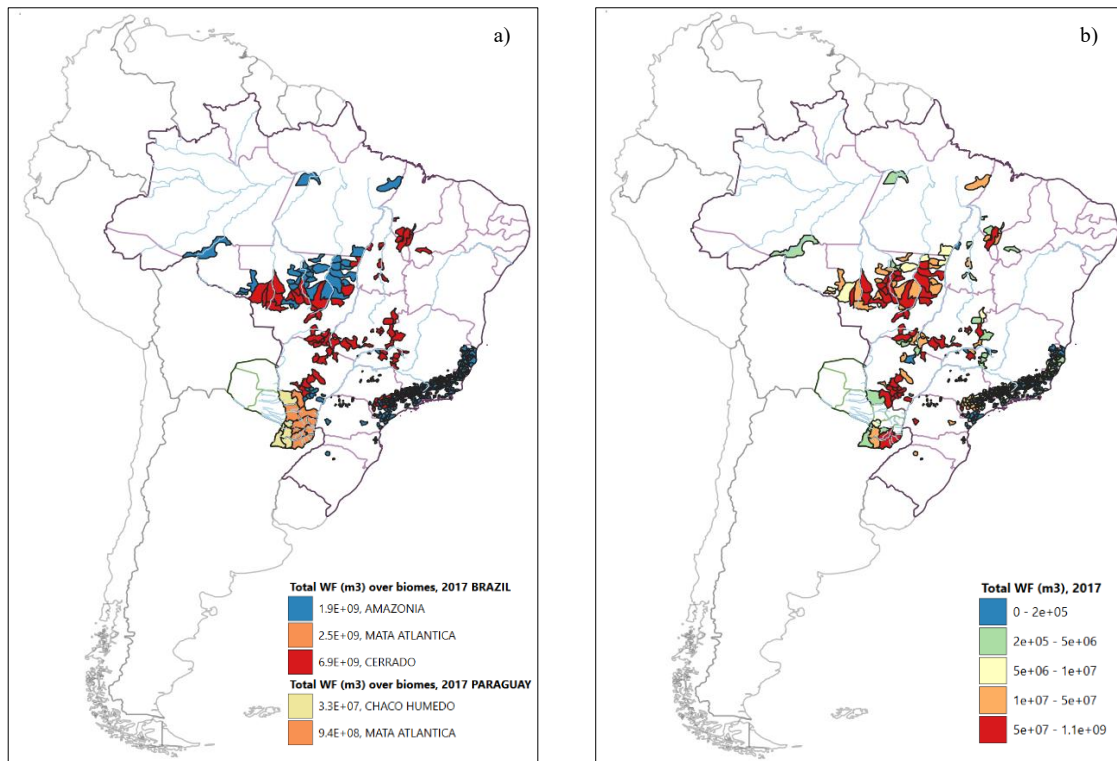 a)
Total WF (m3) over biomes, 2017 BRAZIL
1.9E+09, AMAZONIA
2.5E+09, MATA ATLANTICA
6.9E+09, CERRADO
Total WF (m3) over biomes, 2017 PARAGUAY
3.3E+07, CHACO HUMEDO
9.4E+08, MATA ATLANTICA
b)
Total WF (m3), 2017
0 - 2e+05
2e+05 - 5e+06
5e+06 - 1e+07
1e+07 - 5e+07
5e+07 - 1.1e+09